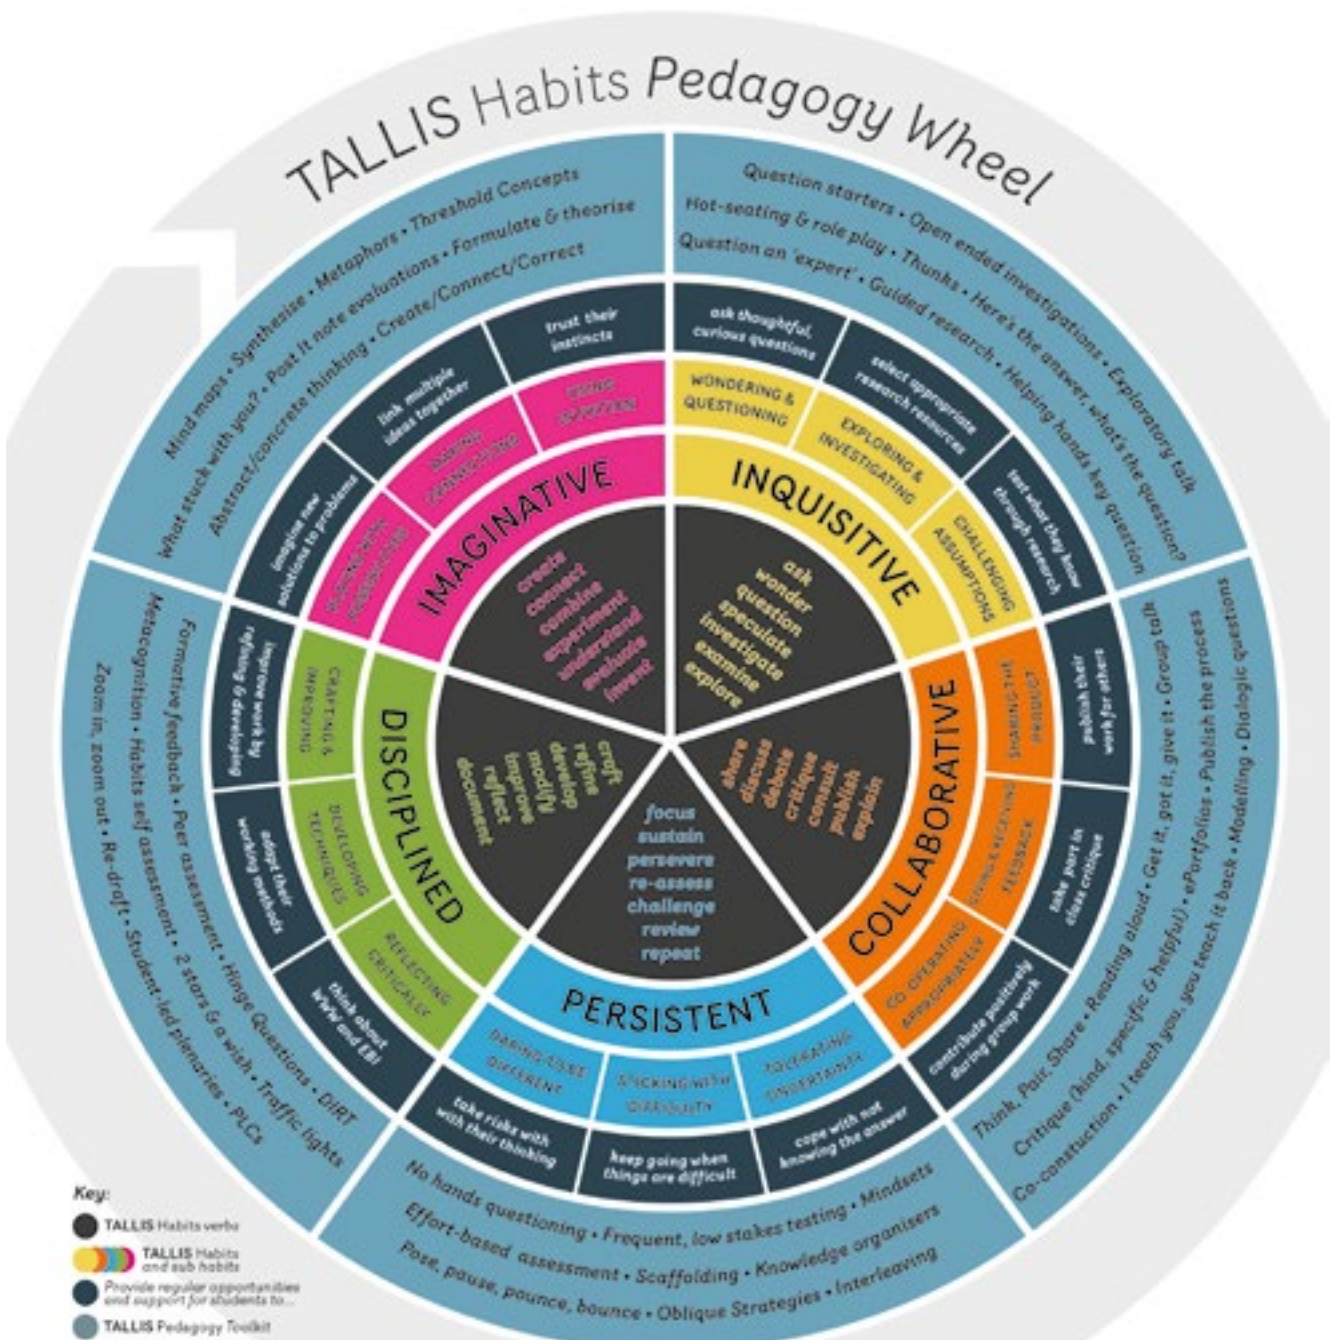 TALLIS Habits Pedagogy Wheel
Mind maps • Synthesise • Metaphors • Threshold Concepts
What stuck with you? • Post it note evaluations • Formulate & theorise
Abstract/concrete thinking • Create/Connect/Correct
Question starters • Open ended investigations • Exploratory talk
Hot-seating & role play • Thunks • Here's the answer, what's the question?
Question an 'expert' • Guided research • Helping hands key question
Think, Pair, Share • Reading aloud • Get it, got it, give it • Group talk
Critique (kind, specific & helpful) • ePortfolios • Publish the process
Co-constuction • I teach you, you teach it back • Modelling • Dialogic questions
No hands questioning • Frequent, low stakes testing • Mindsets
Effort-based assessment • Scaffolding • Knowledge organisers
Pose, pause, pounce, bounce • Oblique Strategies • Interleaving
Formative feedback • Peer assessment • Hinge Questions • DIRT
Metacognition • Habits self assessment • 2 stars & a wish • Traffic lights
Zoom in, zoom out • Re-draft • Student-led plenaries • PLCs
imagine new
solutions to problems
link multiple
ideas together
trust their
instincts
ask thoughtful,
curious questions
select appropriate
research resources
test what they know
through research
publish their
work for others
take part in
class critique
contribute positively
during group work
cope with not
knowing the answer
keep going when
things are difficult
take risks with
with their thinking
think about
WWW and EBI
adapt their
working methods
improve work by
refining & developing
PLAYING WITH
POSSIBILITIES
MAKING
CONNECTIONS
USING
INTUITION
WONDERING &
QUESTIONING
EXPLORING &
INVESTIGATING
CHALLENGING
ASSUMPTIONS
SHARING THE
PRODUCT
GIVING & RECEIVING
FEEDBACK
CO-OPERATING
APPROPRIATELY
TOLERATING
UNCERTAINTY
STICKING WITH
DIFFICULTY
DARING TO BE
DIFFERENT
REFLECTING
CRITICALLY
DEVELOPING
TECHNIQUES
CRAFTING &
IMPROVING
IMAGINATIVE
INQUISITIVE
COLLABORATIVE
PERSISTENT
DISCIPLINED
create
connect
combine
experiment
understand
evaluate
invent
ask
wonder
question
speculate
investigate
examine
explore
share
discuss
debate
critique
commit
publish
explain
focus
sustain
persevere
re-assess
challenge
review
repeat
craft
refine
develop
modify
improve
reflect
document
Key:
TALLIS Habits verbs
TALLIS Habits
and sub habits
Provide regular opportunities
and support for students to...
TALLIS Pedagogy Toolkit